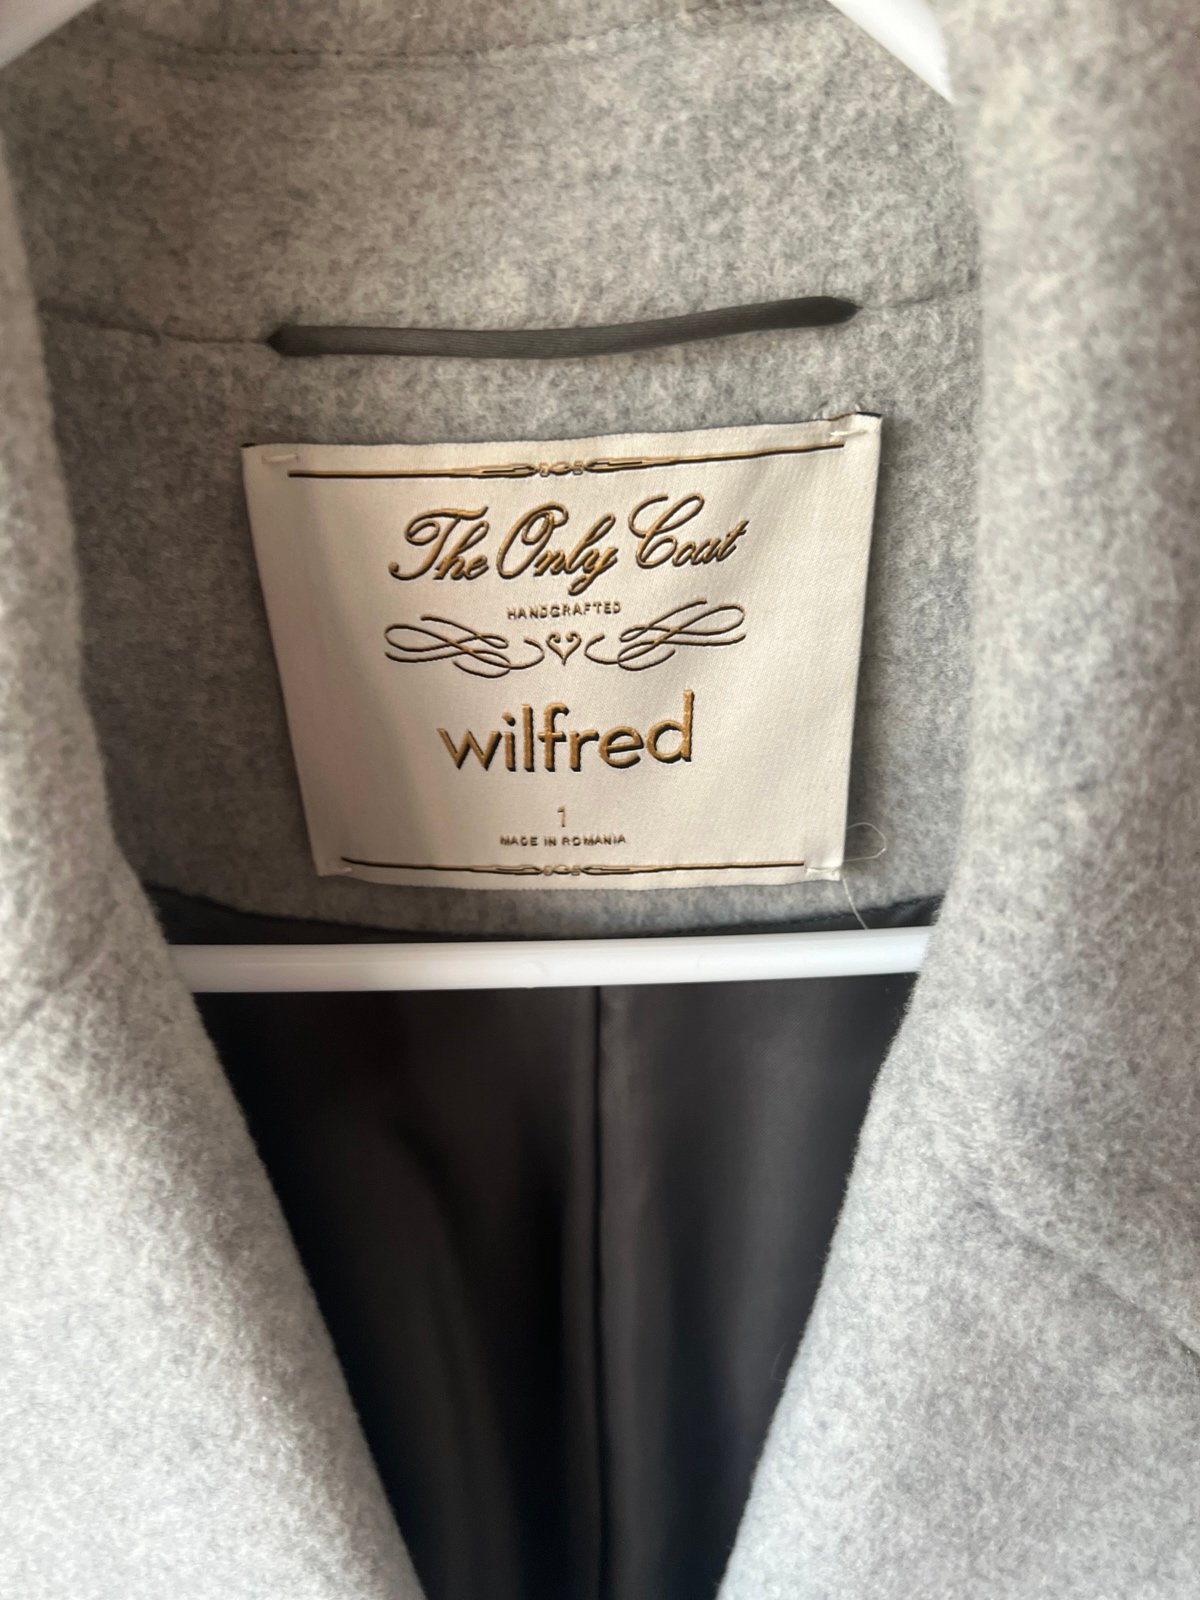 The Only Coat
HANDCRAFTED
wilfred
1
MADE IN ROMANIA